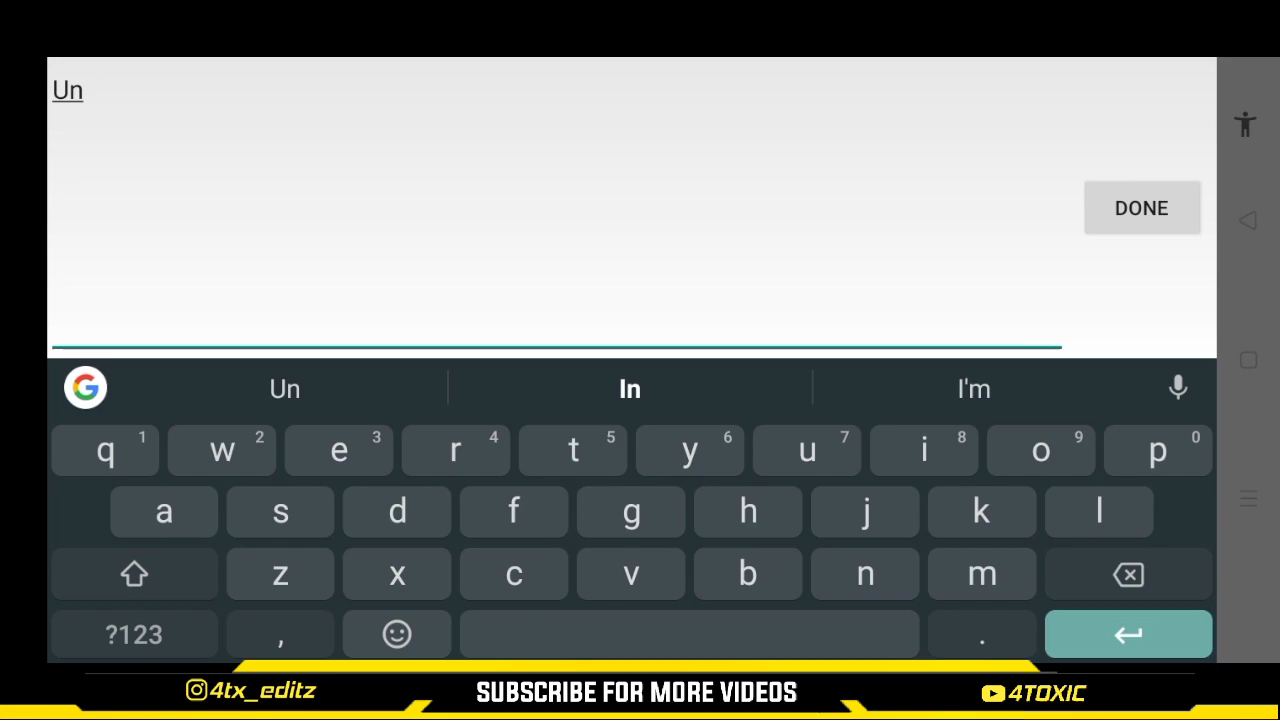 Un
DONE
Un In I'm
q 1 w 2 e 3 r 4 t 5 y 6 u 7 i 8 o 9 p 0
a s d f g h j k l
z x c v b n m
?123 , .
4tx_editz SUBSCRIBE FOR MORE VIDEOS 4TOXIC